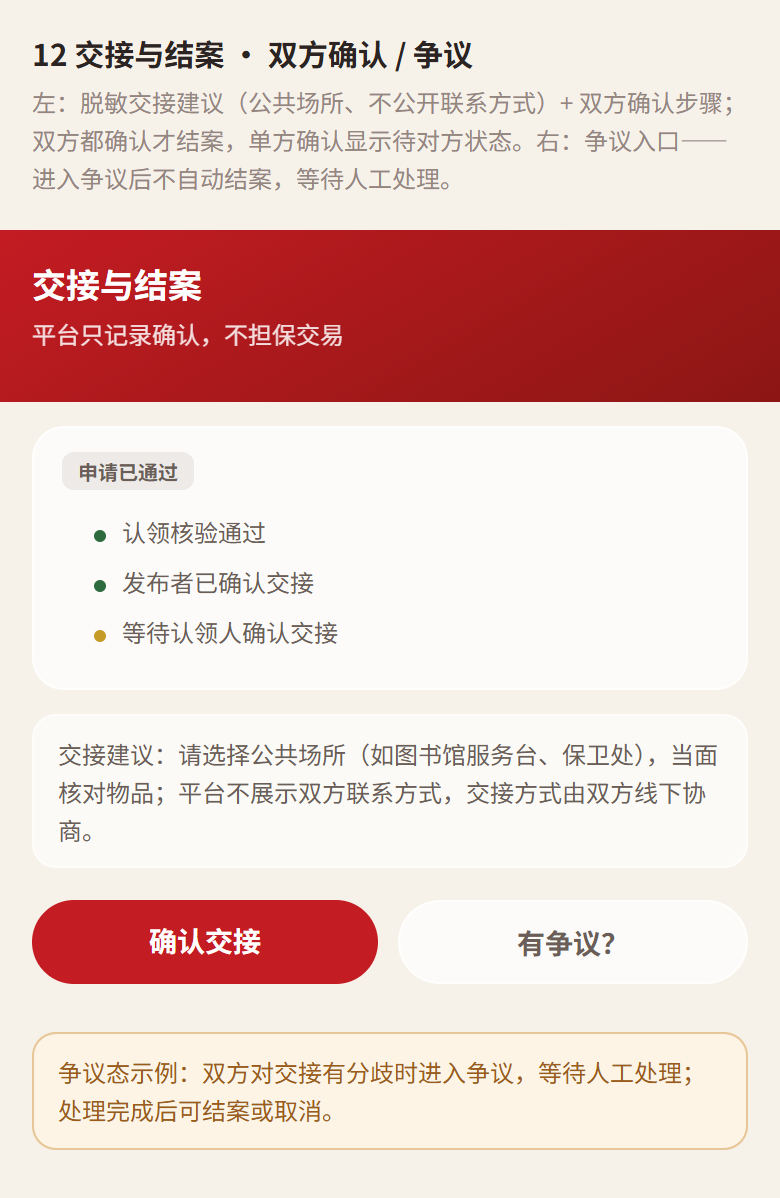 12 交接与结案 · 双方确认 / 争议
左：脱敏交接建议（公共场所、不公开联系方式）+ 双方确认步骤；
双方都确认才结案，单方确认显示待对方状态。右：争议入口——
进入争议后不自动结案，等待人工处理。
交接与结案
平台只记录确认，不担保交易
申请已通过
认领核验通过
发布者已确认交接
等待认领人确认交接
交接建议：请选择公共场所（如图书馆服务台、保卫处），当面
核对物品；平台不展示双方联系方式，交接方式由双方线下协
商。
确认交接
有争议？
争议态示例：双方对交接有分歧时进入争议，等待人工处理；
处理完成后可结案或取消。